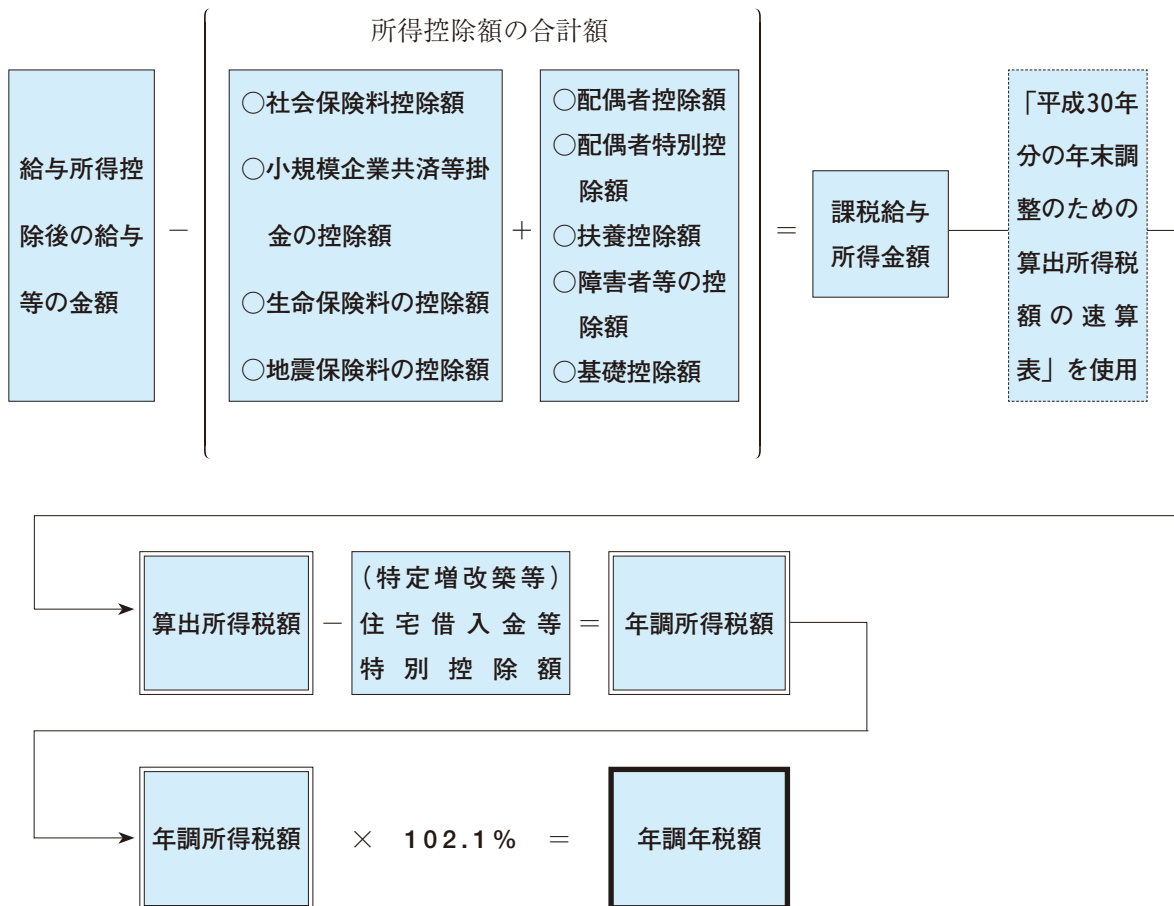 所得控除額の合計額
給与所得控
除後の給与
等の金額
−
○社会保険料控除額
○小規模企業共済等掛
金の控除額
○生命保険料の控除額
○地震保険料の控除額
+
○配偶者控除額
○配偶者特別控
除額
○扶養控除額
○障害者等の控
除額
○基礎控除額
=
課税給与
所得金額
「平成30年
分の年末調
整のための
算出所得税
額の速算
表」を使用
算出所得税額
−
(特定増改築等)
住宅借入金等
特別控除額
=
年調所得税額
年調所得税額 × 102.1% = 年調年税額